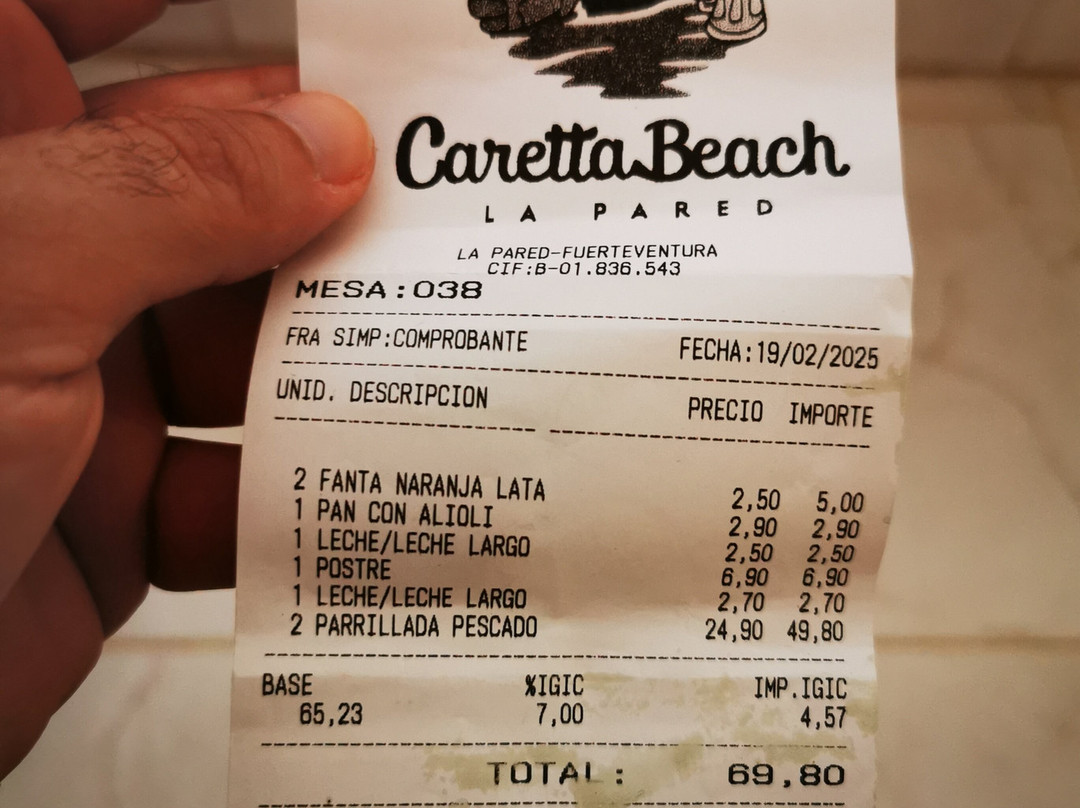 Caretta Beach
LA PARED
LA PARED-FUERTEVENTURA
CIF:B-01.836.543
MESA:038
FRA SIMP:COMPROBANTE FECHA:19/02/2025
UNID. DESCRIPCION PRECIO IMPORTE
2 FANTA NARANJA LATA 2,50 5,00
1 PAN CON ALIOLI 2,90 2,90
1 LECHE/LECHE LARGO 2,50 2,50
1 POSTRE 6,90 6,90
1 LECHE/LECHE LARGO 2,70 2,70
2 PARRILLADA PESCADO 24,90 49,80
BASE %IGIC IMP.IGIC
65,23 7,00 4,57
TOTAL: 69,80